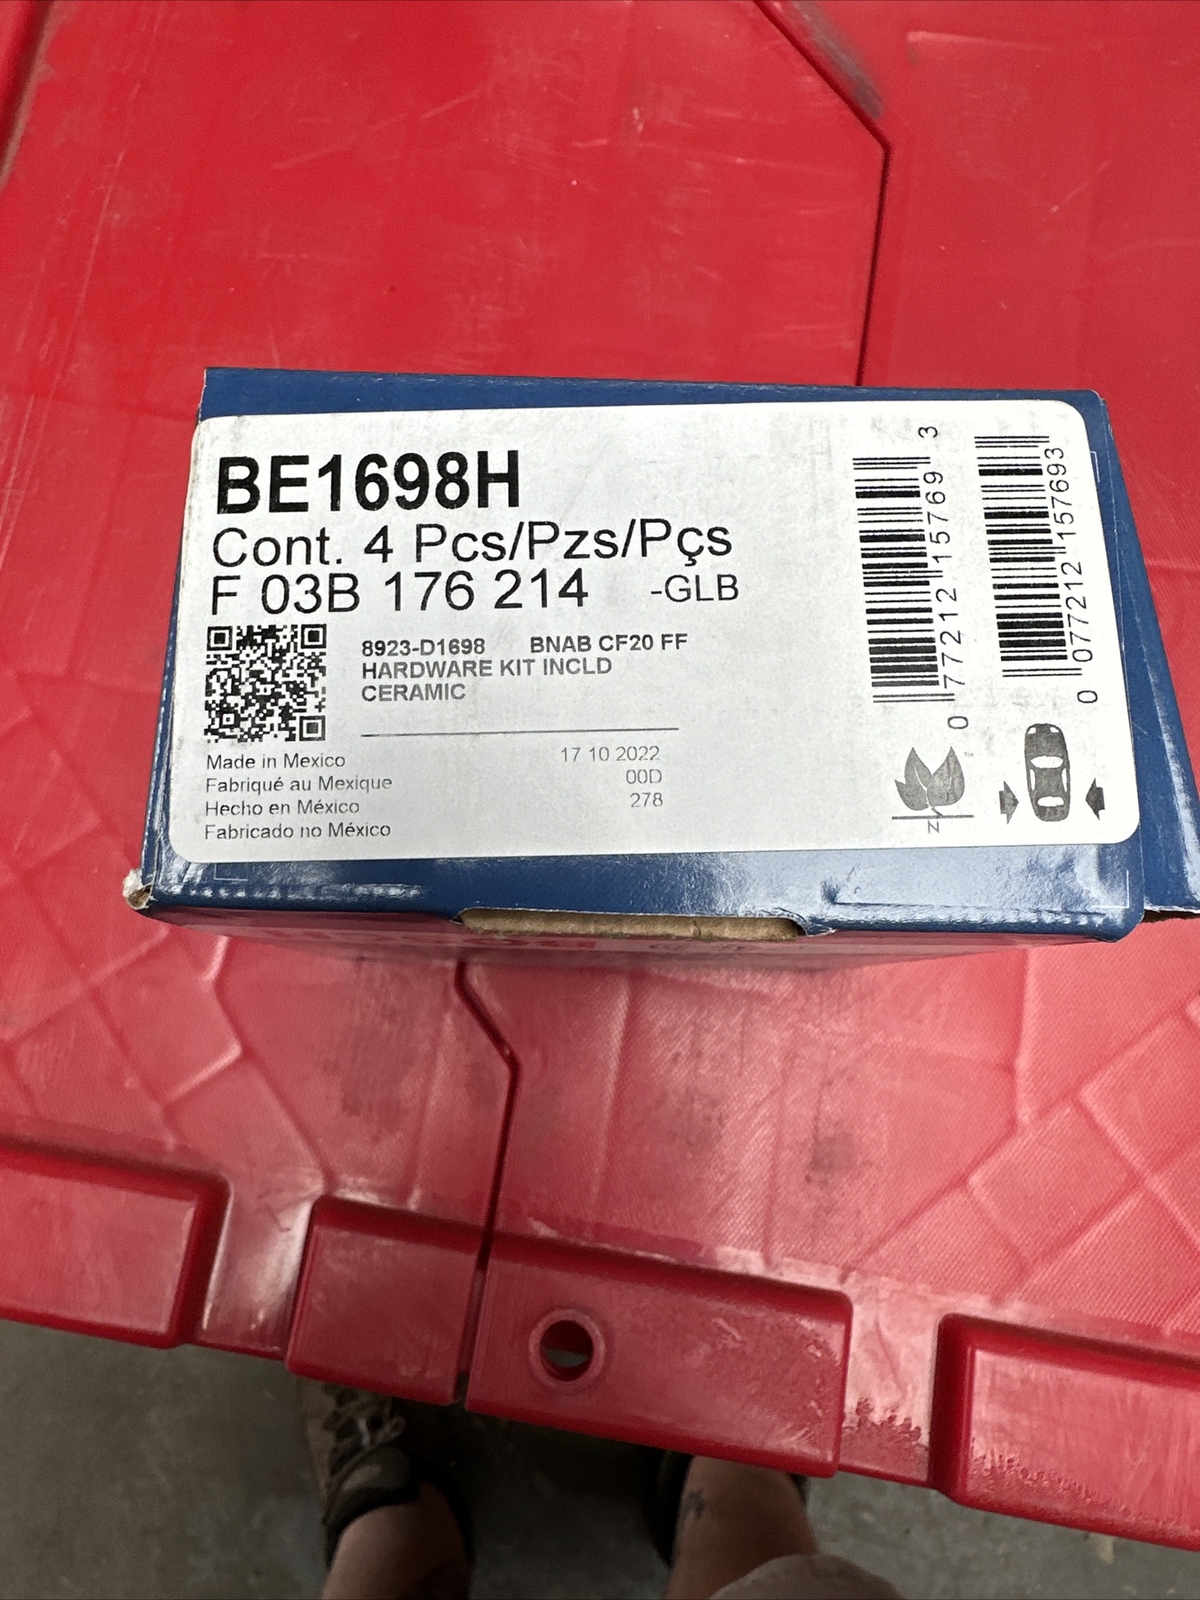 BE1698H
Cont. 4 Pcs/Pzs/Pçs
F 03B 176 214 -GLB
8923-D1698 BNAB CF20 FF
HARDWARE KIT INCLD
CERAMIC
Made in Mexico
Fabriqué au Mexique
Hecho en México
Fabricado no México
17 10 2022
00D
278
0 77212 15769 3
0 077212 157693
N